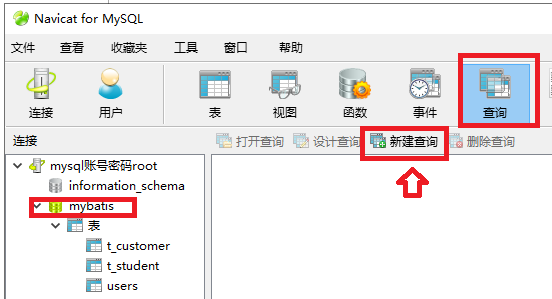 Navicat for MySQL
文件 查看 收藏夹 工具 窗口 帮助
连接 用户 表 视图 函数 事件 查询
连接 打开查询 设计查询 新建查询 删除查询
mysql账号密码root
information_schema
mybatis
表
t_customer
t_student
users